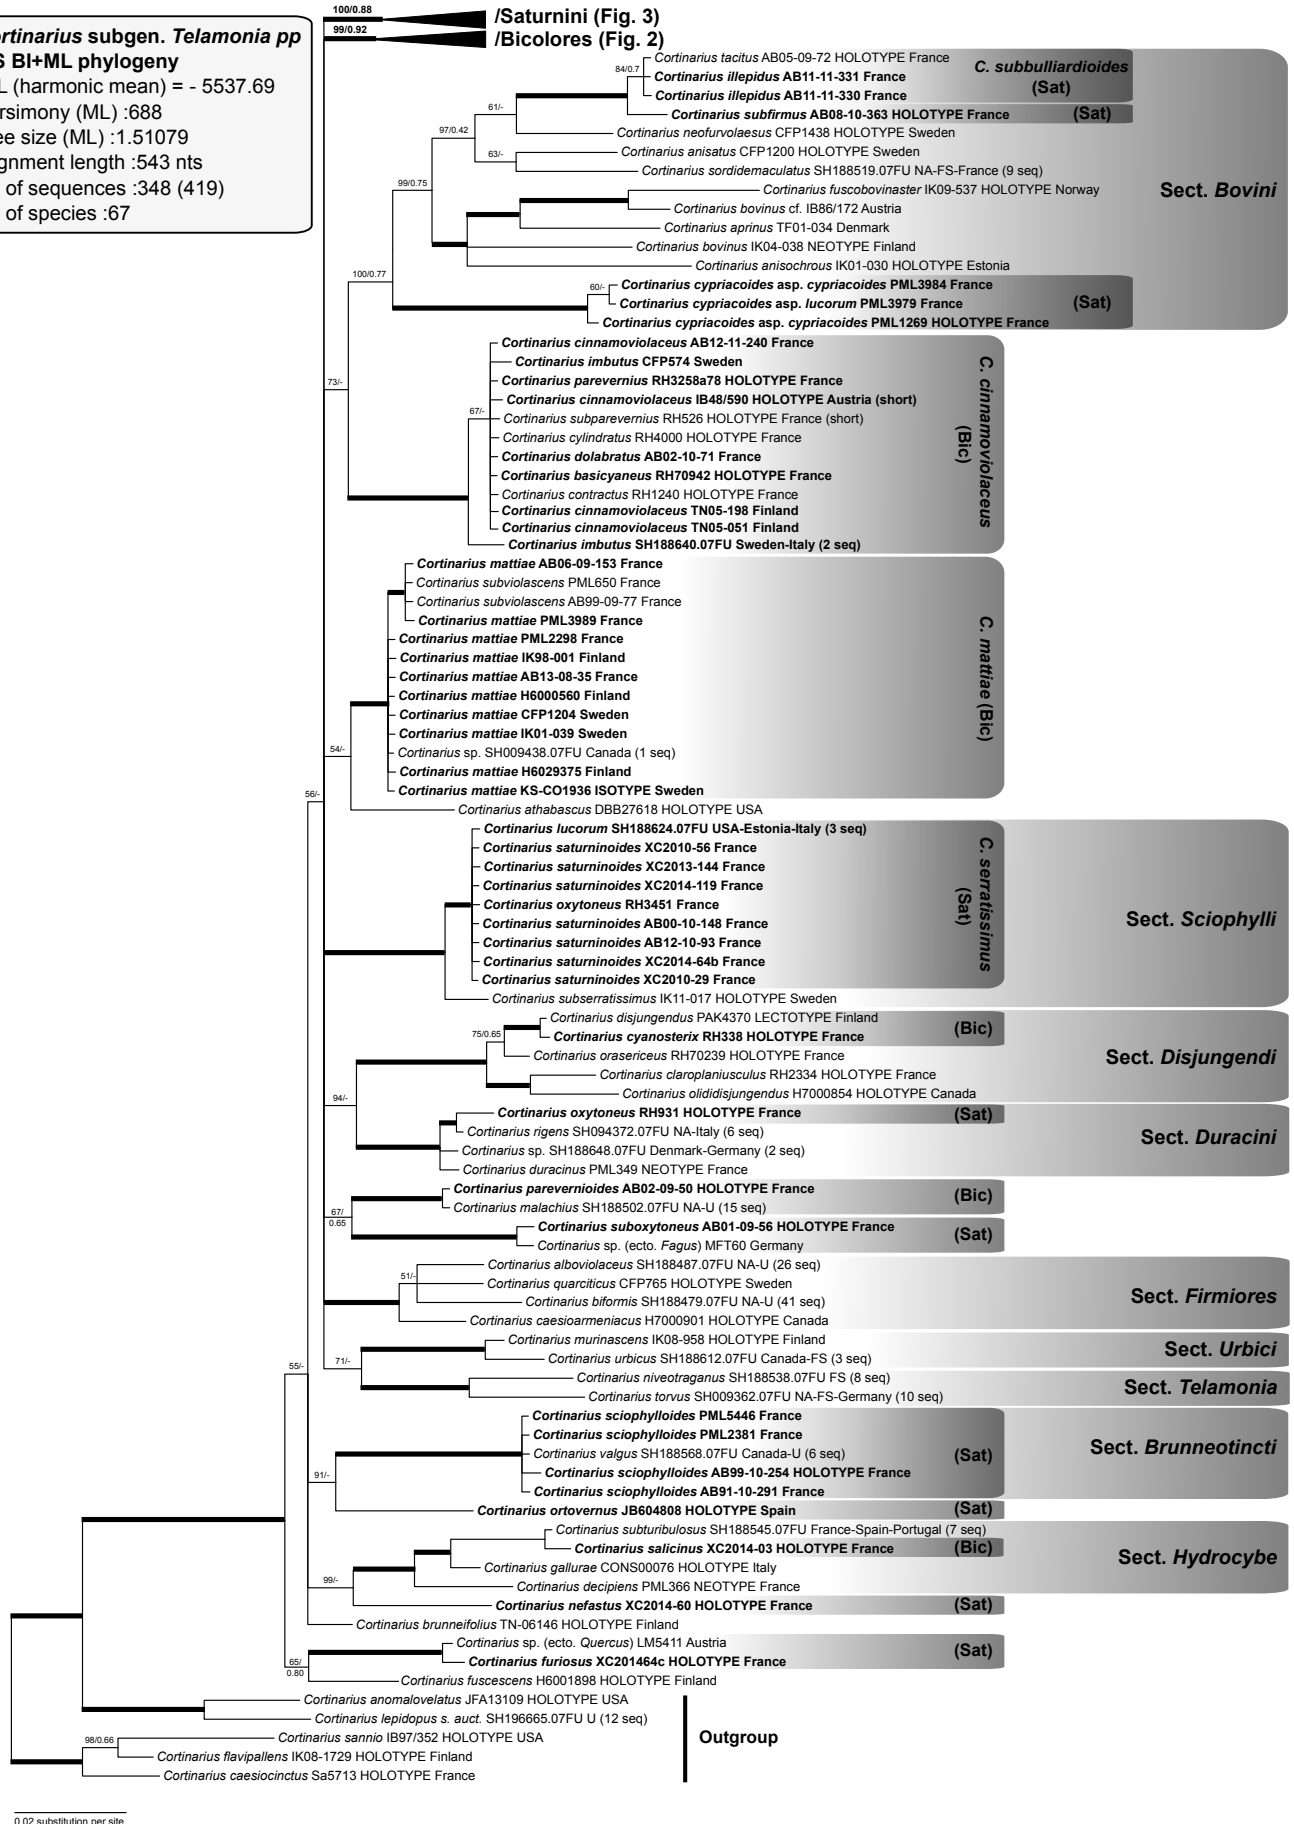 100/0.88
/Saturnini (Fig. 3)
99/0.92
/Bicolores (Fig. 2)
rtinarius subgen. Telamonia pp
S BI+ML phylogeny
L (harmonic mean) = - 5537.69
arsimony (ML) :688
ee size (ML) :1.51079
gnment length :543 nts
of sequences :348 (419)
of species :67
Cortinarius tacitus AB05-09-72 HOLOTYPE France
84/0.7
Cortinarius illepidus AB11-11-331 France
Cortinarius illepidus AB11-11-330 France
C. subbulliardioides
(Sat)
61/-
Cortinarius subfirmus AB08-10-363 HOLOTYPE France
(Sat)
97/0.42
Cortinarius neofurvolaesus CFP1438 HOLOTYPE Sweden
63/-
Cortinarius anisatus CFP1200 HOLOTYPE Sweden
Cortinarius sordidemaculatus SH188519.07FU NA-FS-France (9 seq)
99/0.75
Cortinarius fuscobovinaster IK09-537 HOLOTYPE Norway
Sect. Bovini
Cortinarius bovinus cf. IB86/172 Austria
Cortinarius aprinus TF01-034 Denmark
Cortinarius bovinus IK04-038 NEOTYPE Finland
Cortinarius anisochrous IK01-030 HOLOTYPE Estonia
100/0.77
60/-
Cortinarius cypriacoides asp. cypriacoides PML3984 France
Cortinarius cypriacoides asp. lucorum PML3979 France
(Sat)
Cortinarius cypriacoides asp. cypriacoides PML1269 HOLOTYPE France
73/-
67/-
Cortinarius cinnamoviolaceus AB12-11-240 France
Cortinarius imbutus CFP574 Sweden
Cortinarius parevernius RH3258a78 HOLOTYPE France
Cortinarius cinnamoviolaceus IB48/590 HOLOTYPE Austria (short)
Cortinarius subparevernius RH526 HOLOTYPE France (short)
Cortinarius cylindratus RH4000 HOLOTYPE France
Cortinarius dolabratus AB02-10-71 France
Cortinarius basicyaneus RH70942 HOLOTYPE France
Cortinarius contractus RH1240 HOLOTYPE France
Cortinarius cinnamoviolaceus TN05-198 Finland
Cortinarius cinnamoviolaceus TN05-051 Finland
Cortinarius imbutus SH188640.07FU Sweden-Italy (2 seq)
C. cinnamoviolaceus
(Bic)
Cortinarius mattiae AB06-09-153 France
Cortinarius subviolascens PML650 France
Cortinarius subviolascens AB99-09-77 France
Cortinarius mattiae PML3989 France
Cortinarius mattiae PML2298 France
Cortinarius mattiae IK98-001 Finland
Cortinarius mattiae AB13-08-35 France
Cortinarius mattiae H6000560 Finland
Cortinarius mattiae CFP1204 Sweden
Cortinarius mattiae IK01-039 Sweden
Cortinarius sp. SH009438.07FU Canada (1 seq)
Cortinarius mattiae H6029375 Finland
Cortinarius mattiae KS-CO1936 ISOTYPE Sweden
C. mattiae (Bic)
54/-
Cortinarius athabascus DBB27618 HOLOTYPE USA
56/-
Cortinarius lucorum SH188624.07FU USA-Estonia-Italy (3 seq)
Cortinarius saturninoides XC2010-56 France
Cortinarius saturninoides XC2013-144 France
Cortinarius saturninoides XC2014-119 France
Cortinarius oxytoneus RH3451 France
Cortinarius saturninoides AB00-10-148 France
Cortinarius saturninoides AB12-10-93 France
Cortinarius saturninoides XC2014-64b France
Cortinarius saturninoides XC2010-29 France
C. serratissimus
(Sat)
Sect. Sciophylli
Cortinarius subserratissimus IK11-017 HOLOTYPE Sweden
75/0.65
Cortinarius disjungendus PAK4370 LECTOTYPE Finland
Cortinarius cyanosterix RH338 HOLOTYPE France
(Bic)
Cortinarius orasericeus RH70239 HOLOTYPE France
Sect. Disjungendi
Cortinarius claroplaniusculus RH2334 HOLOTYPE France
Cortinarius olididisjungendus H7000854 HOLOTYPE Canada
94/-
Cortinarius oxytoneus RH931 HOLOTYPE France
(Sat)
Cortinarius rigens SH094372.07FU NA-Italy (6 seq)
Sect. Duracini
Cortinarius sp. SH188648.07FU Denmark-Germany (2 seq)
Cortinarius duracinus PML349 NEOTYPE France
Cortinarius parevernioides AB02-09-50 HOLOTYPE France
(Bic)
Cortinarius malachius SH188502.07FU NA-U (15 seq)
67/
0.65
Cortinarius suboxytoneus AB01-09-56 HOLOTYPE France
(Sat)
Cortinarius sp. (ecto. Fagus) MFT60 Germany
51/-
Cortinarius alboviolaceus SH188487.07FU NA-U (26 seq)
Cortinarius quarciticus CFP765 HOLOTYPE Sweden
Sect. Firmiores
Cortinarius biformis SH188479.07FU NA-U (41 seq)
Cortinarius caesioarmeniacus H7000901 HOLOTYPE Canada
Cortinarius murinascens IK08-958 HOLOTYPE Finland
Sect. Urbici
71/-
Cortinarius urbicus SH188612.07FU Canada-FS (3 seq)
Cortinarius niveotraganus SH188538.07FU FS (8 seq)
Sect. Telamonia
Cortinarius torvus SH009362.07FU NA-FS-Germany (10 seq)
55/-
Cortinarius sciophylloides PML5446 France
Cortinarius sciophylloides PML2381 France
Sect. Brunneotincti
Cortinarius valgus SH188568.07FU Canada-U (6 seq)
(Sat)
91/-
Cortinarius sciophylloides AB99-10-254 HOLOTYPE France
Cortinarius sciophylloides AB91-10-291 France
Cortinarius ortovernus JB604808 HOLOTYPE Spain
(Sat)
Cortinarius subturibulosus SH188545.07FU France-Spain-Portugal (7 seq)
Cortinarius salicinus XC2014-03 HOLOTYPE France
(Bic)
Sect. Hydrocybe
Cortinarius gallurae CONS00076 HOLOTYPE Italy
99/-
Cortinarius decipiens PML366 NEOTYPE France
Cortinarius nefastus XC2014-60 HOLOTYPE France
(Sat)
Cortinarius brunneifolius TN-06146 HOLOTYPE Finland
Cortinarius sp. (ecto. Quercus) LM5411 Austria
(Sat)
65/
0.80
Cortinarius furiosus XC201464c HOLOTYPE France
Cortinarius fuscescens H6001898 HOLOTYPE Finland
Cortinarius anomalovelatus JFA13109 HOLOTYPE USA
Cortinarius lepidopus s. auct. SH196665.07FU U (12 seq)
98/0.66
Cortinarius sannio IB97/352 HOLOTYPE USA
Outgroup
Cortinarius flavipallens IK08-1729 HOLOTYPE Finland
Cortinarius caesiocinctus Sa5713 HOLOTYPE France
0.02 substitution per site